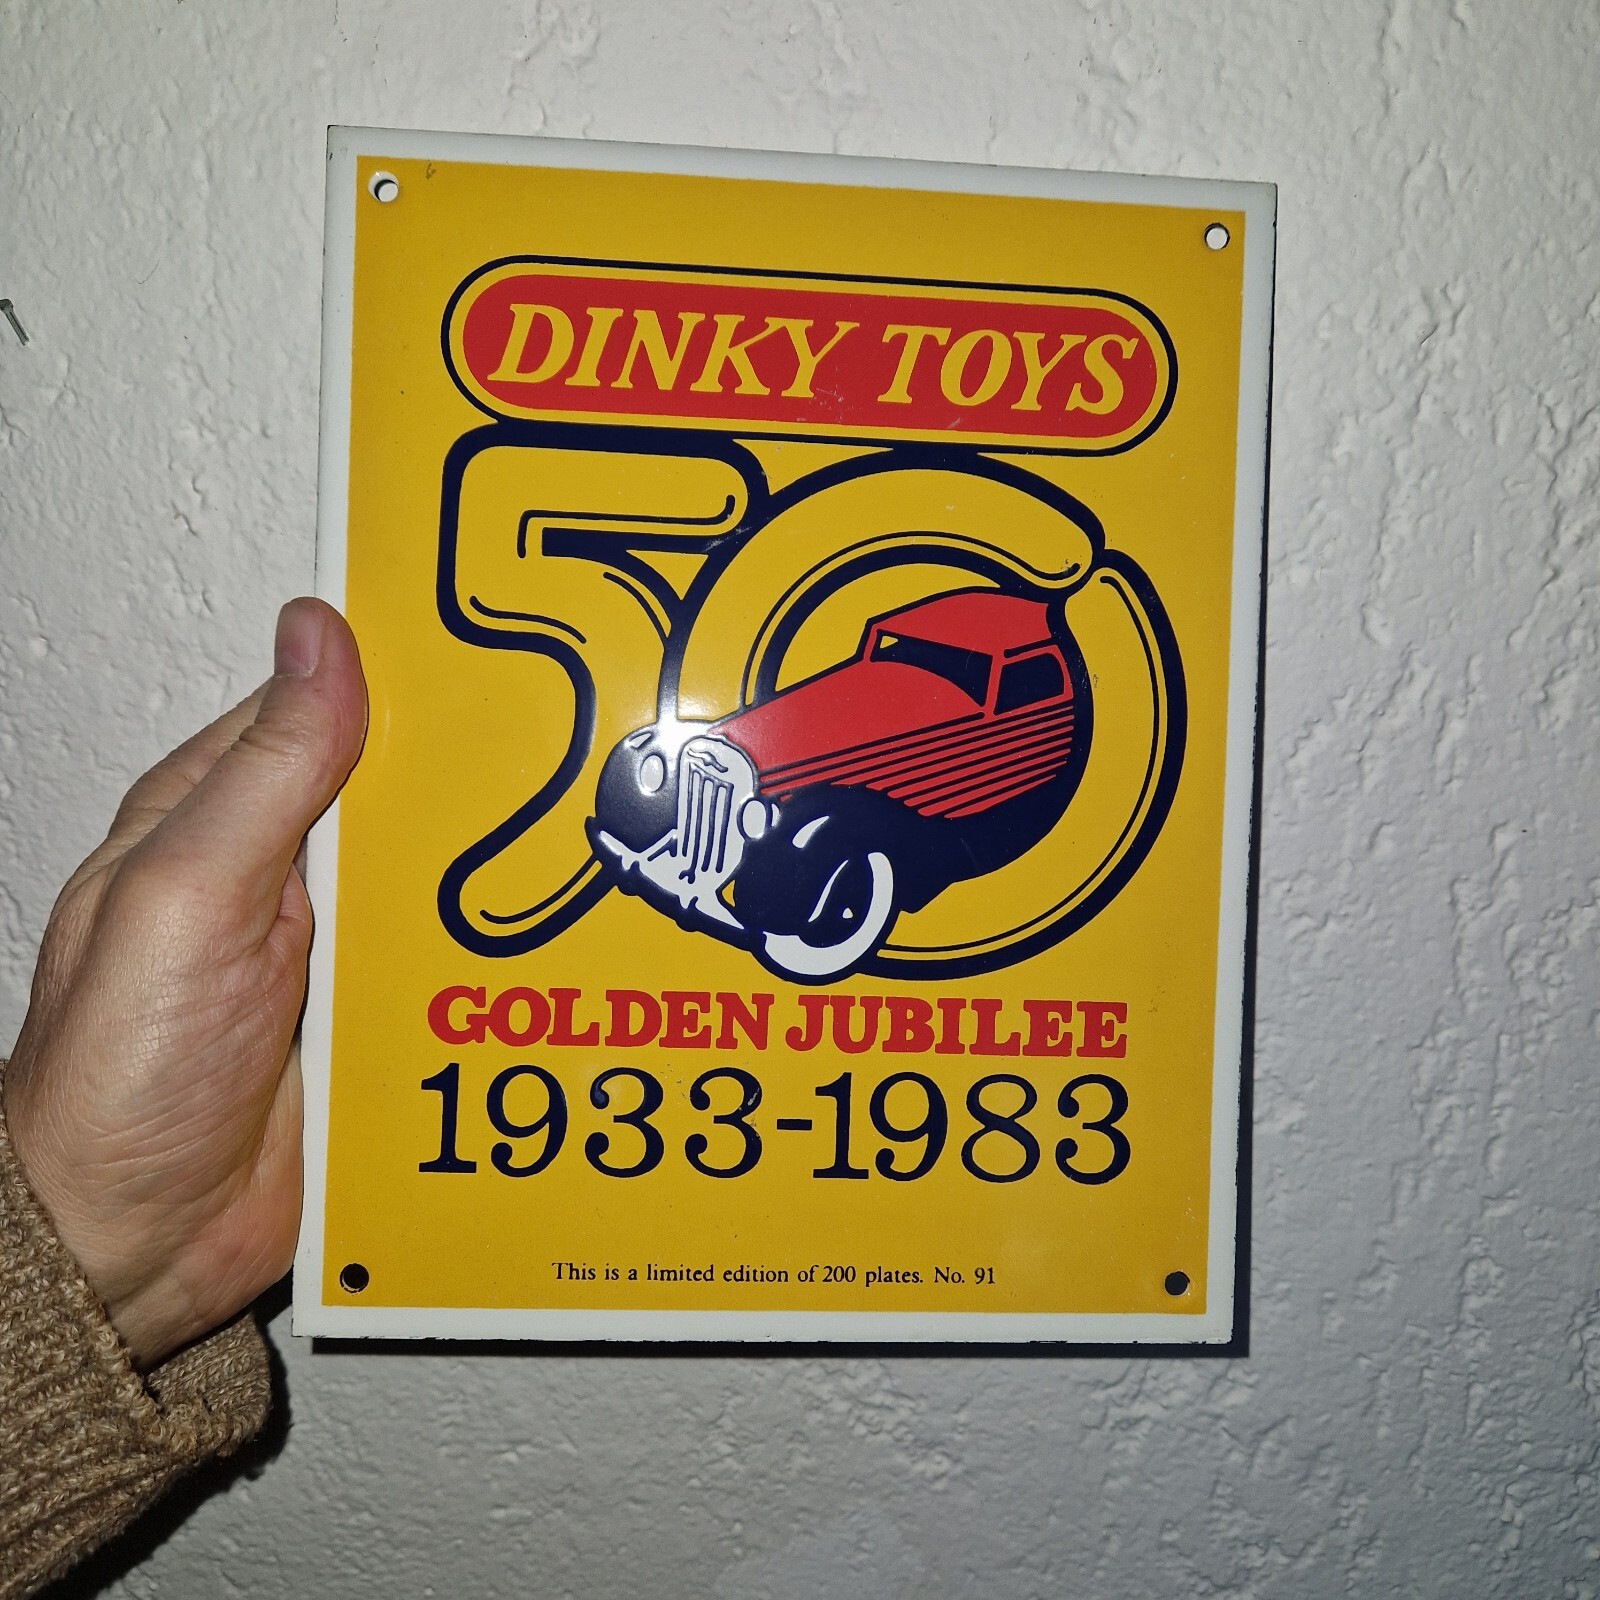 DINKY TOYS
50
GOLDEN JUBILEE
1933-1983
This is a limited edition of 200 plates. No. 91